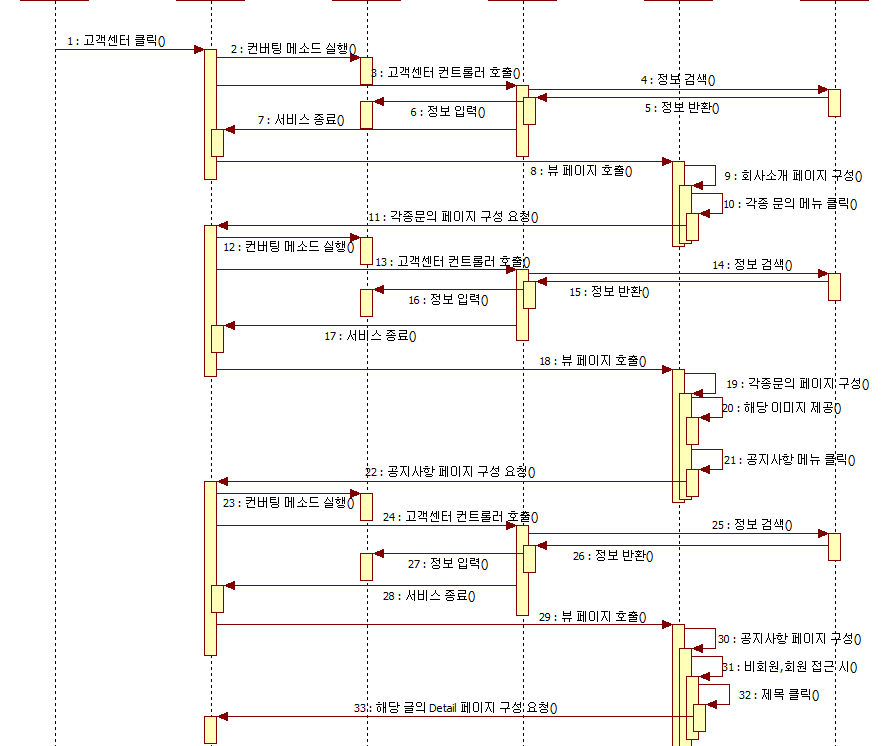 1 : 고객센터 클릭()
2 : 컨버팅 메소드 실행()
3 : 고객센터 컨트롤러 호출()
4 : 정보 검색()
5 : 정보 반환()
6 : 정보 입력()
7 : 서비스 종료()
8 : 뷰 페이지 호출()
9 : 회사소개 페이지 구성()
10 : 각종 문의 메뉴 클릭()
11 : 각종문의 페이지 구성 요청()
12 : 컨버팅 메소드 실행()
13 : 고객센터 컨트롤러 호출()
14 : 정보 검색()
15 : 정보 반환()
16 : 정보 입력()
17 : 서비스 종료()
18 : 뷰 페이지 호출()
19 : 각종문의 페이지 구성()
20 : 해당 이미지 제공()
21 : 공지사항 메뉴 클릭()
22 : 공지사항 페이지 구성 요청()
23 : 컨버팅 메소드 실행()
24 : 고객센터 컨트롤러 호출()
25 : 정보 검색()
26 : 정보 반환()
27 : 정보 입력()
28 : 서비스 종료()
29 : 뷰 페이지 호출()
30 : 공지사항 페이지 구성()
31 : 비회원,회원 접근 시()
32 : 제목 클릭()
33 : 해당 글의 Detail 페이지 구성 요청()